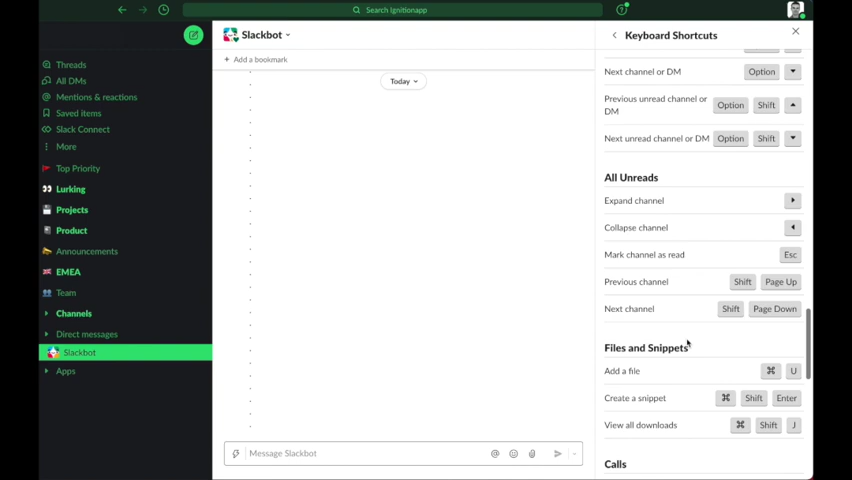 Search Ignitionapp
Threads
All DMs
Mentions & reactions
Saved items
Slack Connect
More
Top Priority
Lurking
Projects
Product
Announcements
EMEA
Team
Channels
Direct messages
Slackbot
Apps
Slackbot
+ Add a bookmark
Today
Message Slackbot
Keyboard Shortcuts
Next channel or DM Option
Previous unread channel or
DM Option Shift
Next unread channel or DM Option Shift
All Unreads
Expand channel
Collapse channel
Mark channel as read Esc
Previous channel Shift Page Up
Next channel Shift Page Down
Files and Snippets
Add a file ⌘ U
Create a snippet ⌘ Shift Enter
View all downloads ⌘ Shift J
Calls